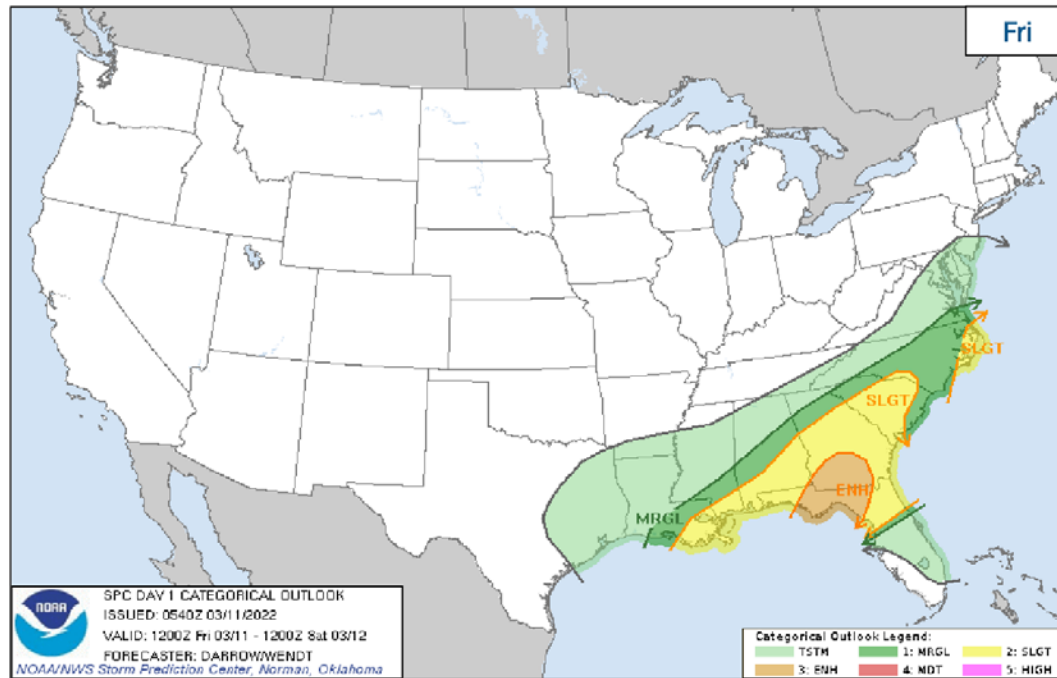 Fri
SLGT
SLGT
ENH
MRGL
SPC DAY 1 CATEGORICAL OUTLOOK
ISSUED: 0540Z 03/11/2022
VALID: 1200Z Fri 03/11 - 1200Z Sat 03/12
FORECASTER: DARROW/WENDT
NOAA/NWS Storm Prediction Center, Norman, Oklahoma
NOAA
Categorical Outlook Legend:
TSTM 1: MRGL 2: SLGT
3: ENH 4: MDT 5: HIGH